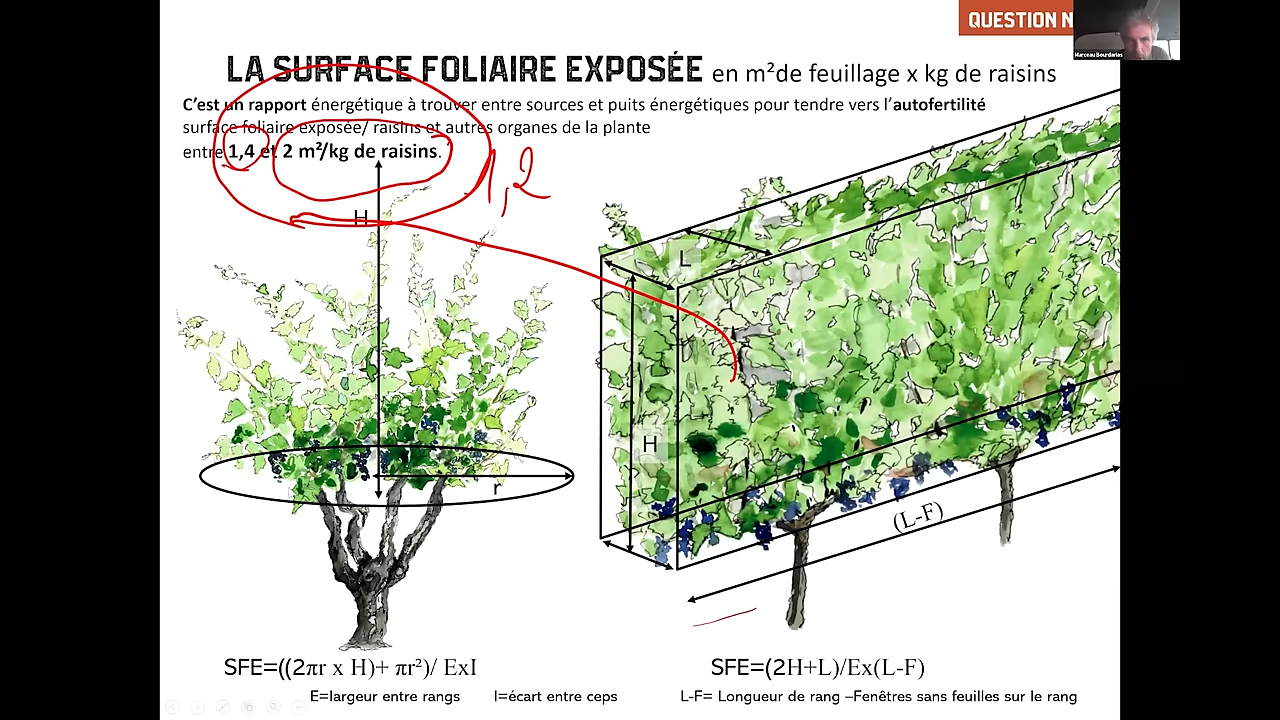 QUESTION N
Marceau Bourdarias
LA SURFACE FOLIAIRE EXPOSÉE en m²de feuillage x kg de raisins
C'est un rapport énergétique à trouver entre sources et puits énergétiques pour tendre vers l'autofertilité
surface foliaire exposée/ raisins et autres organes de la plante
entre 1,4 et 2 m²/kg de raisins.
1,2
H
L
H
r
(L-F)
SFE=((2πr x H)+ πr²)/ ExI
SFE=(2H+L)/Ex(L-F)
E=largeur entre rangs
I=écart entre ceps
L-F= Longueur de rang –Fenêtres sans feuilles sur le rang